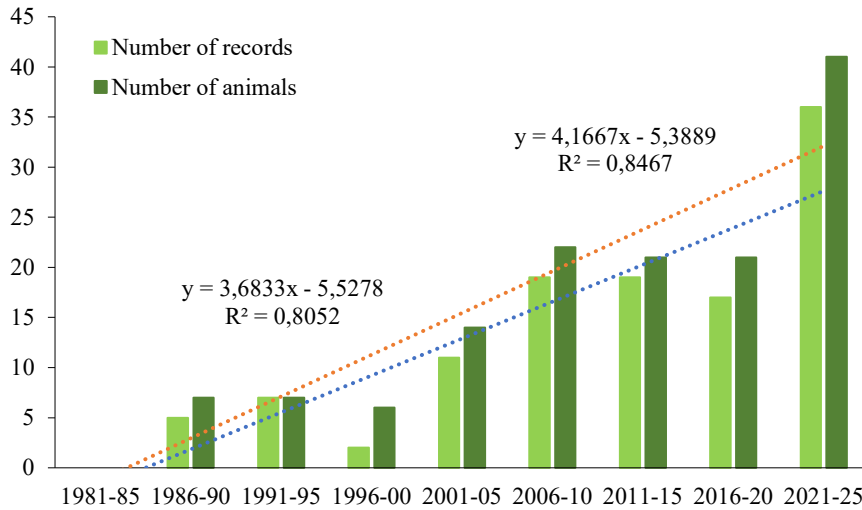 45
40
35
30
25
20
15
10
5
0
Number of records
Number of animals
y = 4,1667x - 5,3889
R² = 0,8467
y = 3,6833x - 5,5278
R² = 0,8052
1981-85 1986-90 1991-95 1996-00 2001-05 2006-10 2011-15 2016-20 2021-25